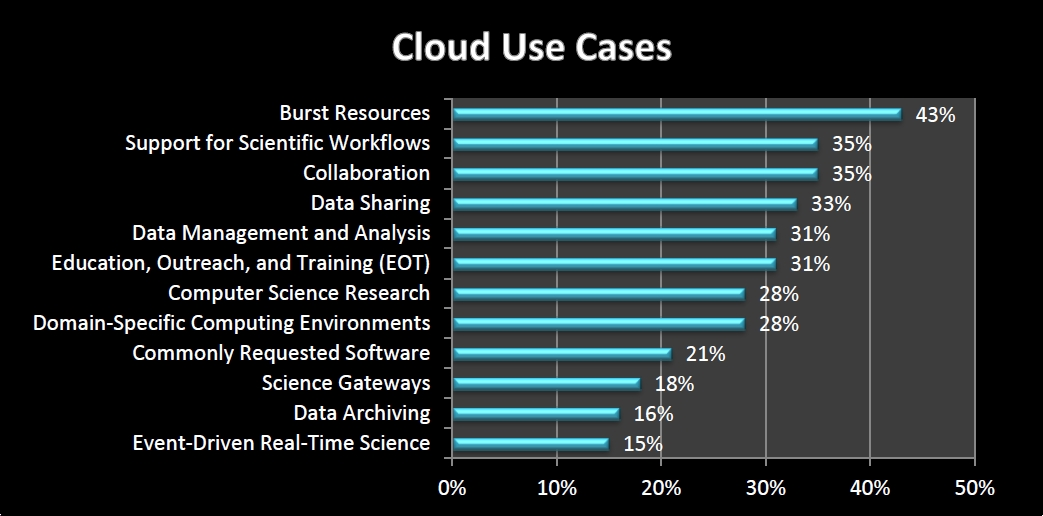 Cloud Use Cases
Burst Resources 43%
Support for Scientific Workflows 35%
Collaboration 35%
Data Sharing 33%
Data Management and Analysis 31%
Education, Outreach, and Training (EOT) 31%
Computer Science Research 28%
Domain-Specific Computing Environments 28%
Commonly Requested Software 21%
Science Gateways 18%
Data Archiving 16%
Event-Driven Real-Time Science 15%
0% 10% 20% 30% 40% 50%